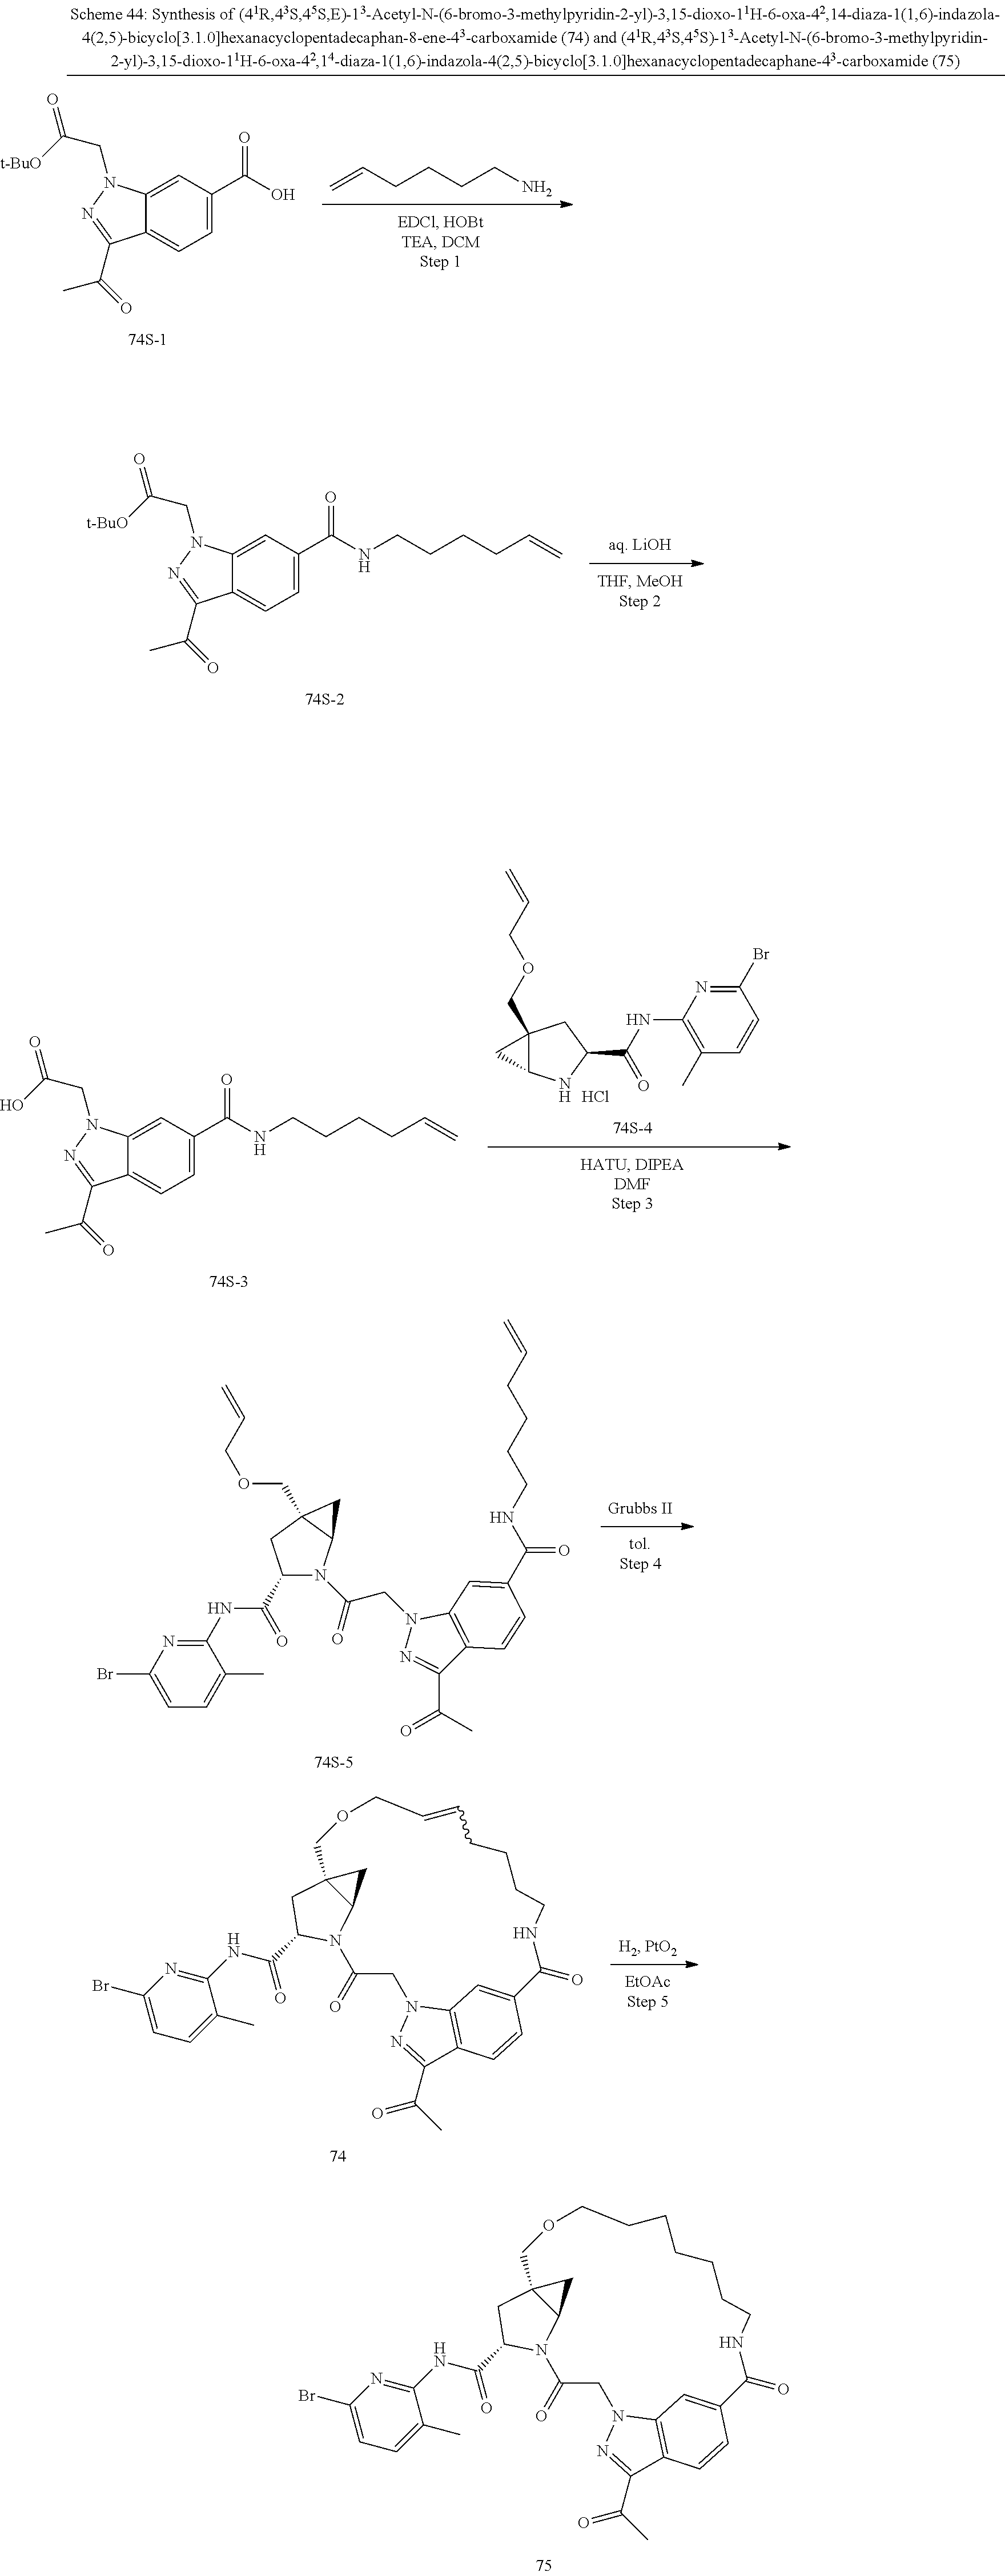 Scheme 44: Synthesis of (4¹R,4³S,4⁵S,E)-1³-Acetyl-N-(6-bromo-3-methylpyridin-2-yl)-3,15-dioxo-1¹H-6-oxa-4²,14-diaza-1(1,6)-indazola-
4(2,5)-bicyclo[3.1.0]hexanacyclopentadecaphan-8-ene-4³-carboxamide (74) and (4¹R,4³S,4⁵S)-1³-Acetyl-N-(6-bromo-3-methylpyridin-
2-yl)-3,15-dioxo-1¹H-6-oxa-4²,1⁴-diaza-1(1,6)-indazola-4(2,5)-bicyclo[3.1.0]hexanacyclopentadecaphane-4³-carboxamide (75)
O
t-BuO
N
N
O
OH
O
74S-1
NH₂
EDCl, HOBt
TEA, DCM
Step 1
O
t-BuO
N
N
O
N
H
O
74S-2
aq. LiOH
THF, MeOH
Step 2
O
HO
N
N
O
N
H
O
74S-3
O
HN
O
N
Br
N
H HCl
74S-4
HATU, DIPEA
DMF
Step 3
O
HN
O
N
O
HN
O
N
Br
N
N
O
O
74S-5
Grubbs II
tol.
Step 4
O
HN
O
N
O
H
N
O
N
Br
N
N
O
O
74
H₂, PtO₂
EtOAc
Step 5
O
HN
O
N
O
H
N
O
N
Br
N
N
O
75